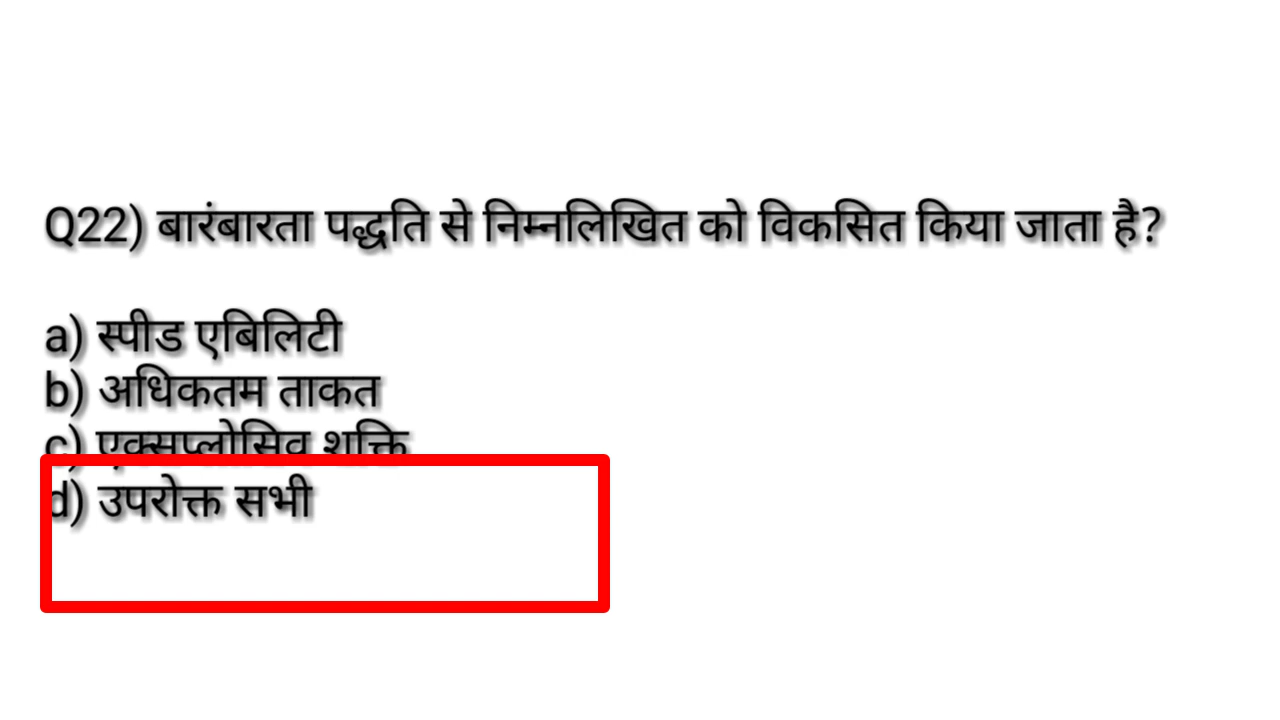 Q22) बारंबारता पद्धति से निम्नलिखित को विकसित किया जाता है?
a) स्पीड एबिलिटी
b) अधिकतम ताकत
c) एक्सप्लोसिव शक्ति
d) उपरोक्त सभी